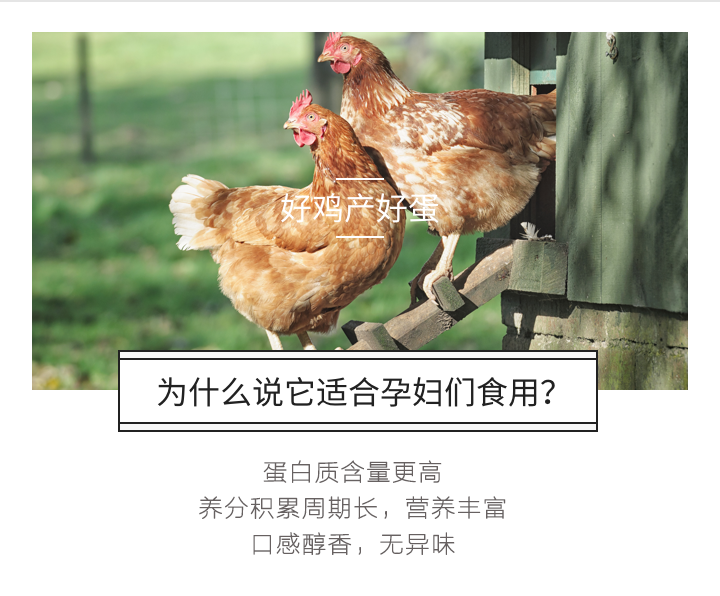 好鸡产好蛋
为什么说它适合孕妇们食用？
蛋白质含量更高
养分积累周期长，营养丰富
口感醇香，无异味